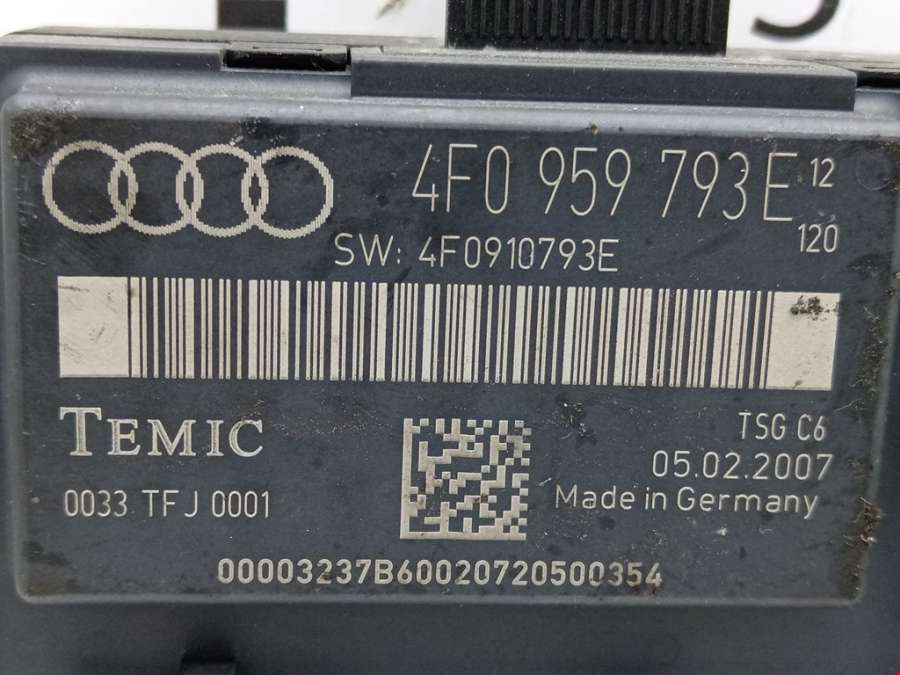 4F0 959 793E 12
120
SW: 4F0910793E
TEMIC
TSG C6
05.02.2007
0033 TFJ 0001
Made in Germany
00003237B60020720500354